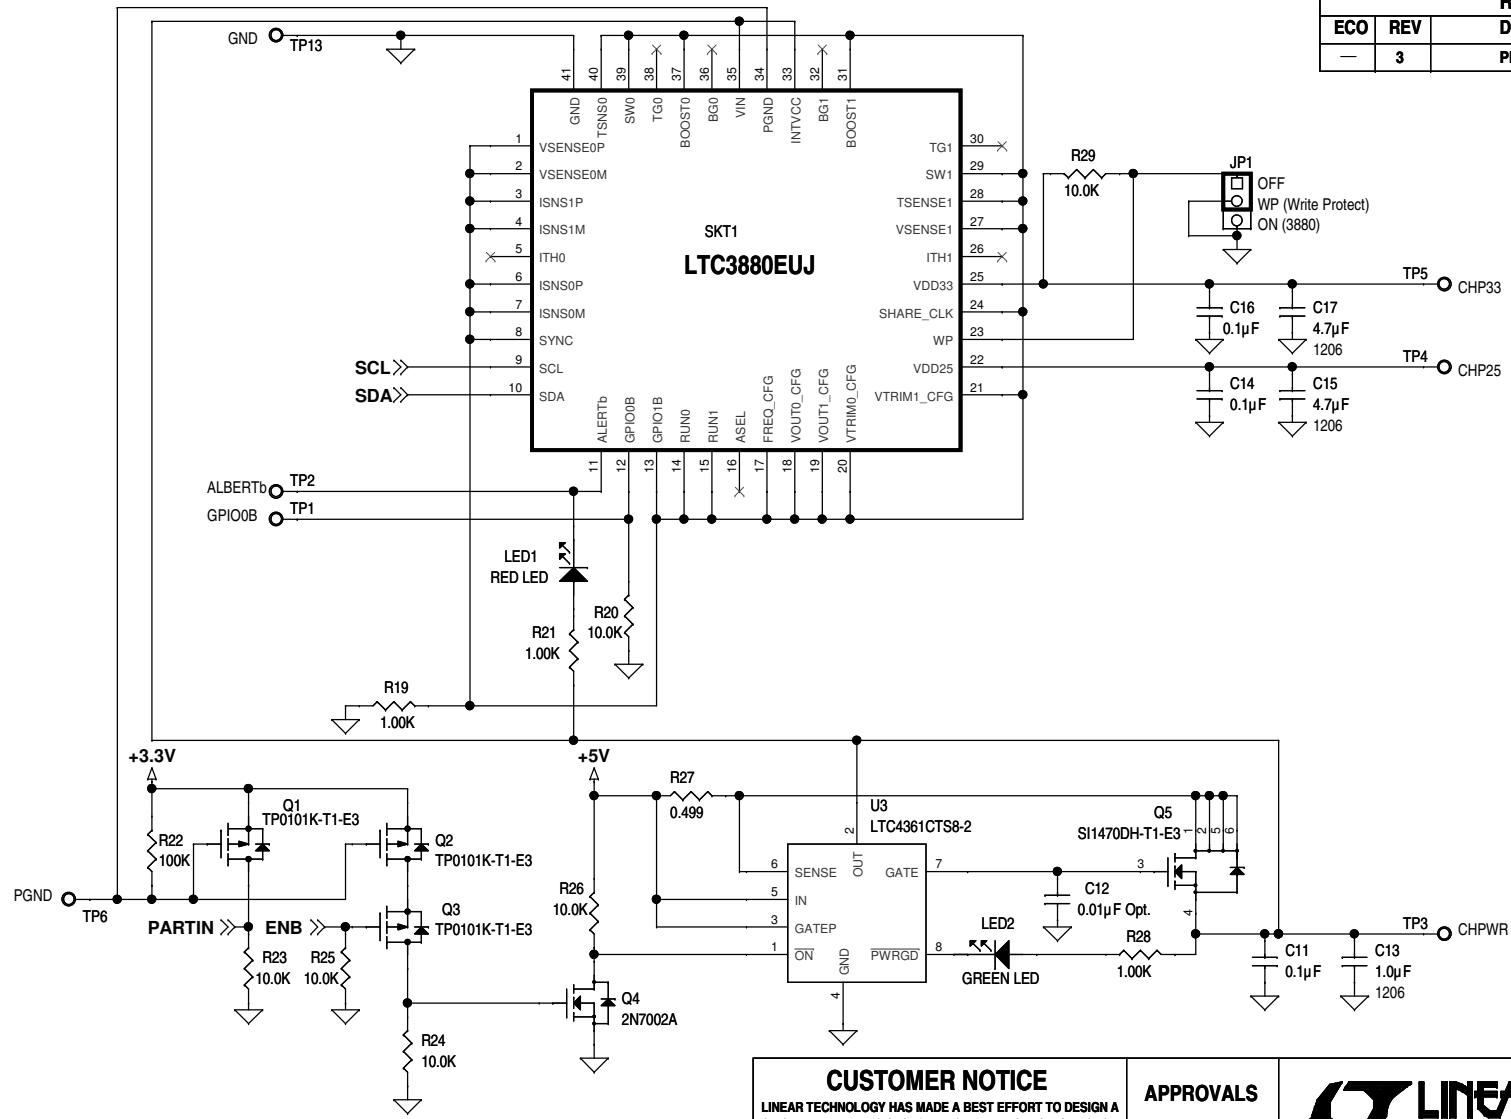 ECO REV
— 3
GND TP13
41 40 39 38 37 36 35 34 33 32 31
GND TSNS0 SW0 TG0 BOOST0 BG0 VIN PGND INTVCC BG1 BOOST1
1 VSENSE0P
2 VSENSE0M
3 ISNS1P
4 ISNS1M
5 ITH0
6 ISNS0P
7 ISNS0M
8 SYNC
9 SCL
10 SDA
SKT1
LTC3880EUJ
TG1 30
SW1 29
TSENSE1 28
VSENSE1 27
ITH1 26
VDD33 25
SHARE_CLK 24
WP 23
VDD25 22
VTRIM1_CFG 21
ALERTb GPIO0B GPIO1B RUN0 RUN1 ASEL FREQ_CFG VOUT0_CFG VOUT1_CFG VTRIM0_CFG
11 12 13 14 15 16 17 18 19 20
SCL
SDA
R29
10.0K
JP1
OFF
WP (Write Protect)
ON (3880)
TP5 CHP33
C16
0.1µF
C17
4.7µF
1206
TP4 CHP25
C14
0.1µF
C15
4.7µF
1206
ALBERTb TP2
GPIO0B TP1
LED1
RED LED
R20
10.0K
R21
1.00K
R19
1.00K
+3.3V
Q1
TP0101K-T1-E3
R22
100K
Q2
TP0101K-T1-E3
PGND TP6
PARTIN ENB
Q3
TP0101K-T1-E3
R23
10.0K
R25
10.0K
R24
10.0K
+5V
R27
0.499
R26
10.0K
Q4
2N7002A
U3
LTC4361CTS8-2
2
OUT
6 SENSE
5 IN
3 GATEP
1 ON
GATE 7
PWRGD 8
GND
4
Q5
SI1470DH-T1-E3
1 2 5 6
3
4
C12
0.01µF Opt.
LED2
GREEN LED
R28
1.00K
TP3 CHPWR
C11
0.1µF
C13
1.0µF
1206
CUSTOMER NOTICE
LINEAR TECHNOLOGY HAS MADE A BEST EFFORT TO DESIGN A
APPROVALS